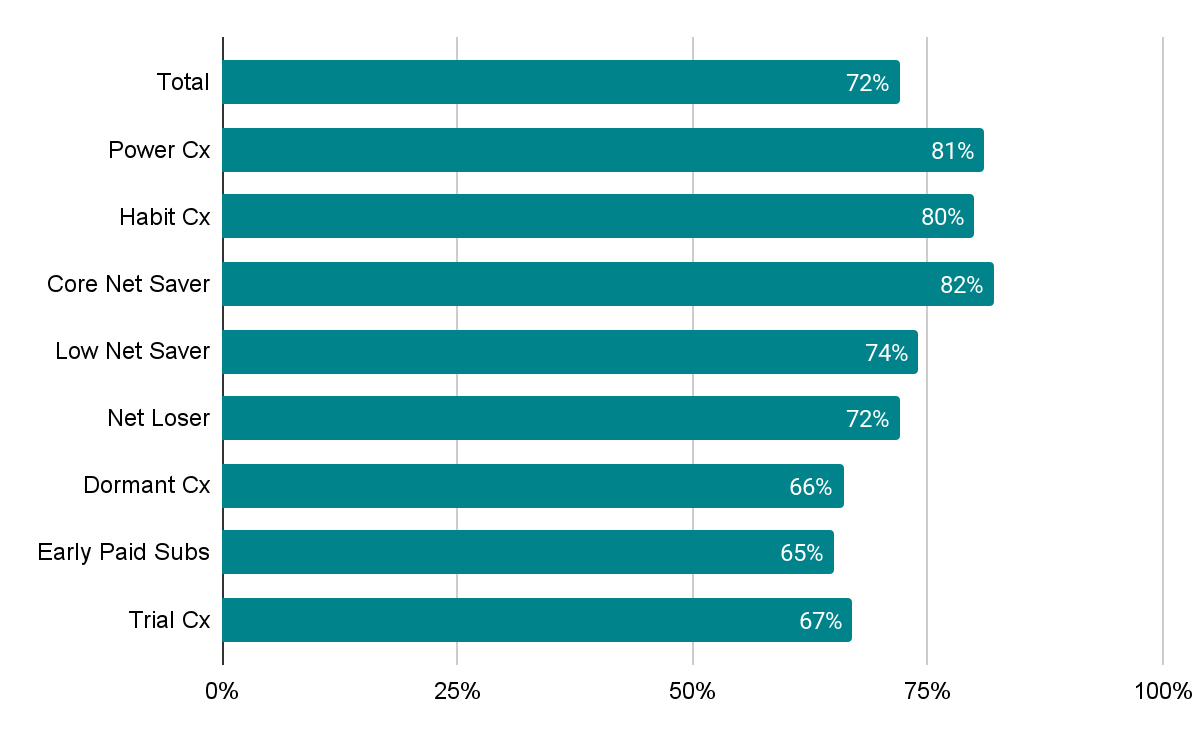 Total 72%
Power Cx 81%
Habit Cx 80%
Core Net Saver 82%
Low Net Saver 74%
Net Loser 72%
Dormant Cx 66%
Early Paid Subs 65%
Trial Cx 67%
0% 25% 50% 75% 100%